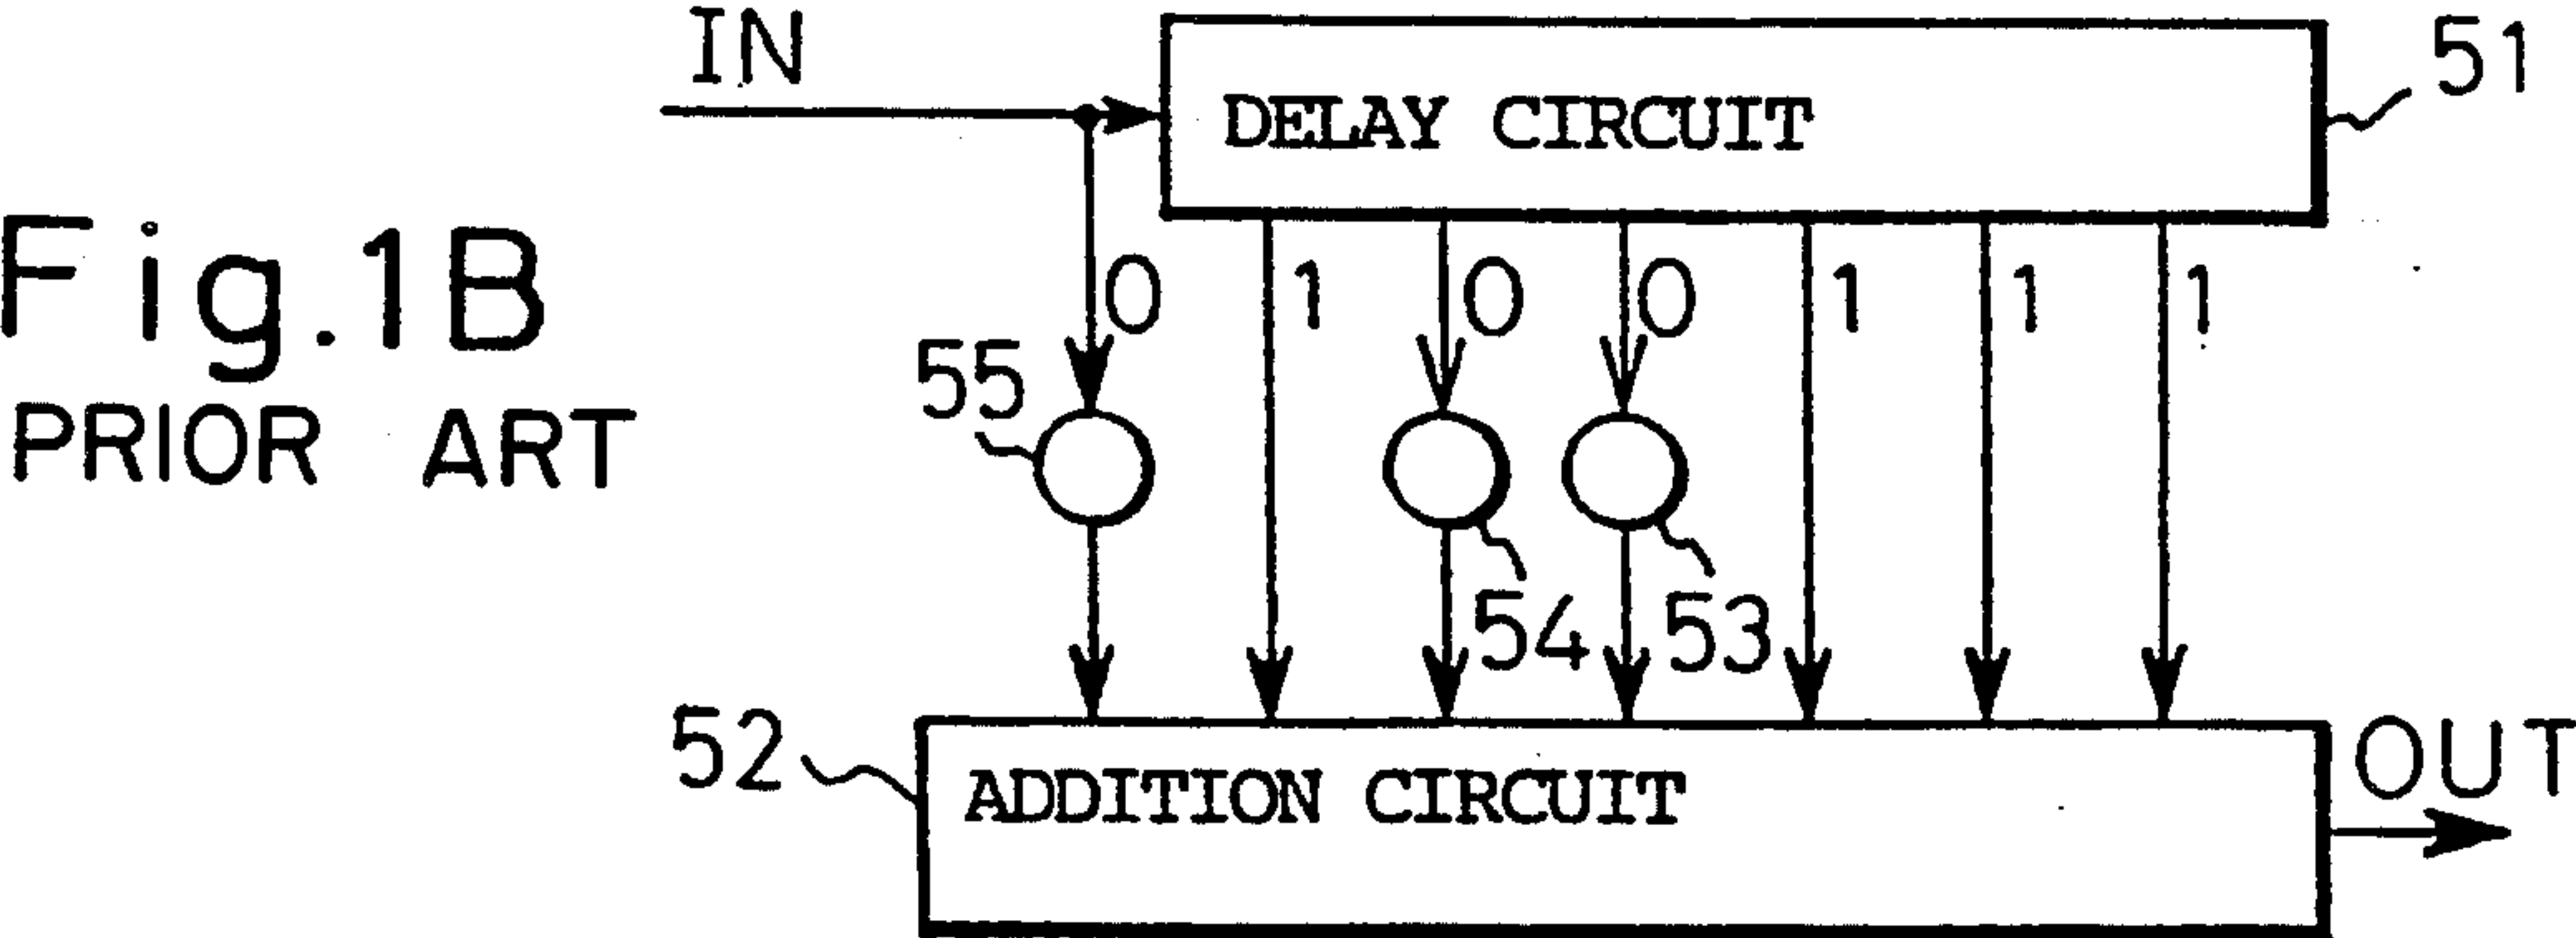 IN
DELAY CIRCUIT
51
Fig.1B
PRIOR ART
0 1 0 0 1 1 1
55
54
53
52
ADDITION CIRCUIT
OUT